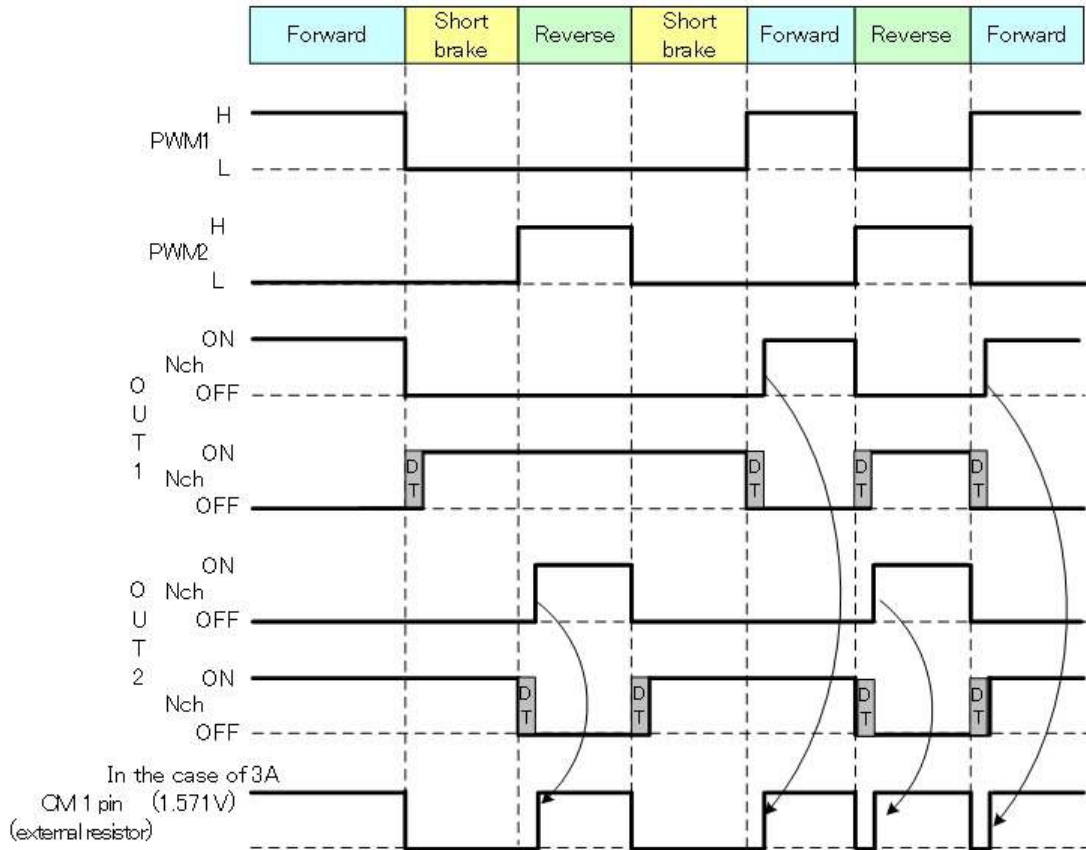 Forward
Short
brake
Reverse
Short
brake
Forward
Reverse
Forward
H
PWM1
L
H
PWM2
L
ON
Nch
OFF
O
U
T
1
ON
Nch
OFF
D
T
D
T
D
T
D
T
ON
Nch
OFF
O
U
T
2
ON
Nch
OFF
D
T
D
T
D
T
D
T
In the case of 3A
CM 1 pin (1.571V)
(external resistor)